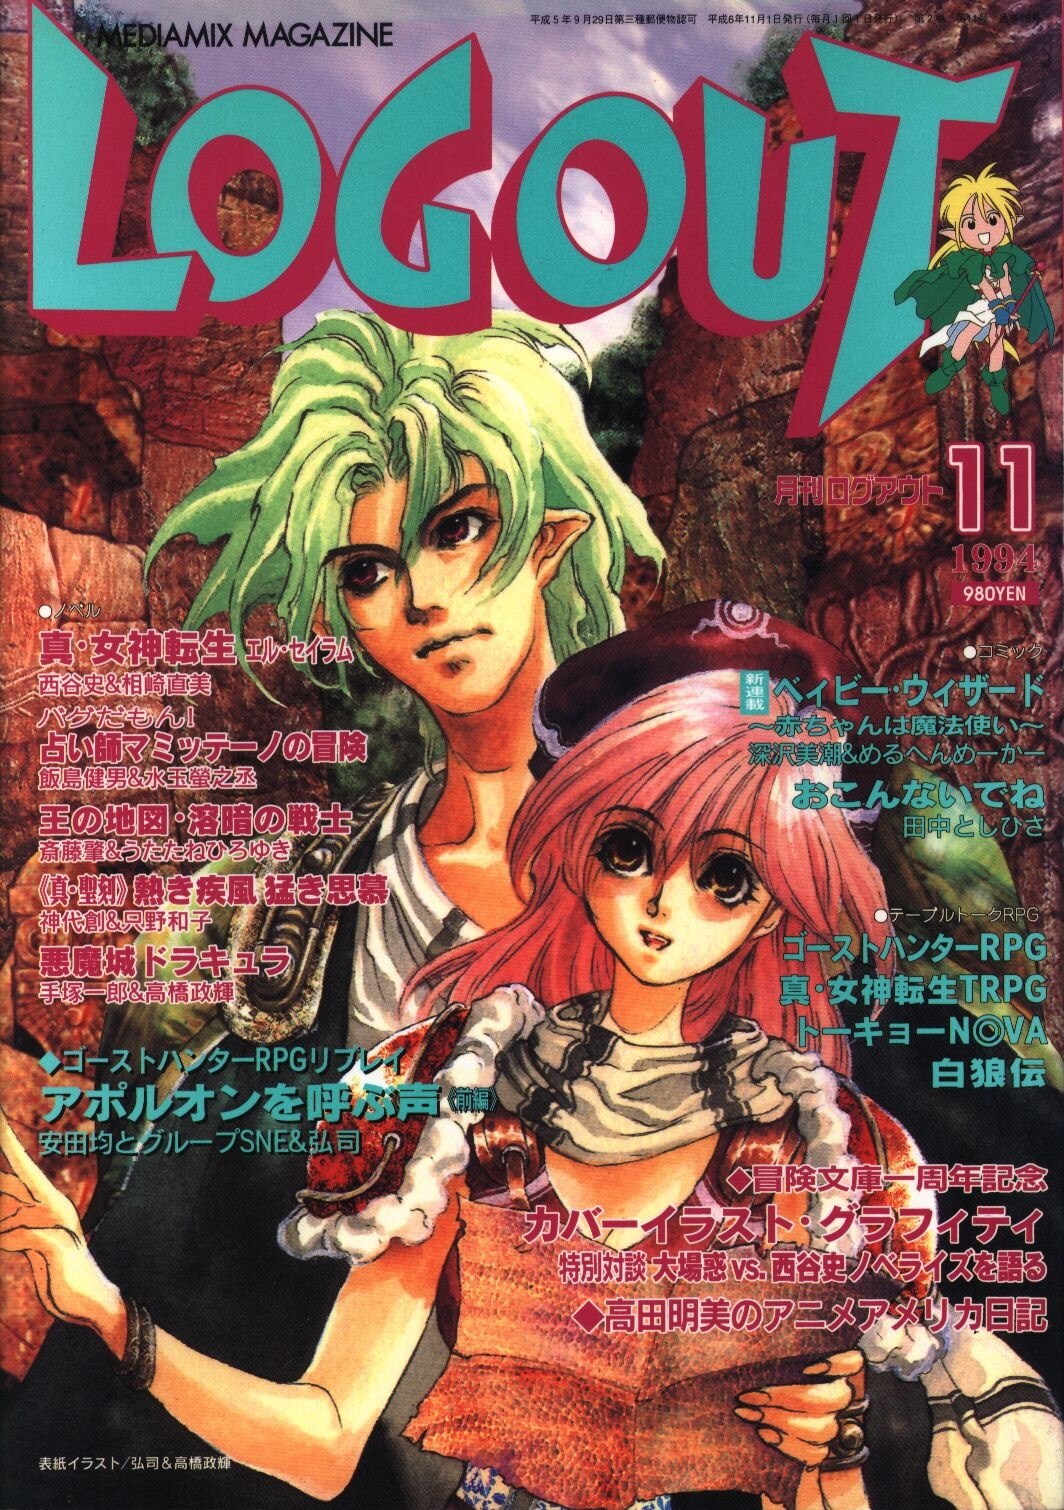 平成5年9月29日第三種郵便物認可 平成6年11月1日発行(毎月1回1日発行) 第2巻 第11号
MEDIAMIX MAGAZINE
LOGOUT
月刊ログアウト
11
1994
980YEN
●ノベル
真・女神転生 エル・セイラム
西谷史&相崎直美
バグだもん!
占い師マミッテーノの冒険
飯島健男&水玉螢之丞
王の地図・溶暗の戦士
斎藤肇&うたたねひろゆき
《真・聖刻》熱き疾風 猛き思慕
神代創&只野和子
悪魔城ドラキュラ
手塚一郎&高橋政輝
◆ゴーストハンターRPGリプレイ
アポルオンを呼ぶ声《前編》
安田均とグループSNE&弘司
●コミック
新連載 ベイビー・ウィザード
〜赤ちゃんは魔法使い〜
深沢美潮&めるへんめーかー
おこんないでね
田中としひさ
●テーブルトークRPG
ゴーストハンターRPG
真・女神転生TRPG
トーキョーN◎VA
白狼伝
◆冒険文庫一周年記念
カバーイラスト・グラフィティ
特別対談 大場惑 vs. 西谷史 ノベライズを語る
◆高田明美のアニメアメリカ日記
表紙イラスト/弘司&高橋政輝